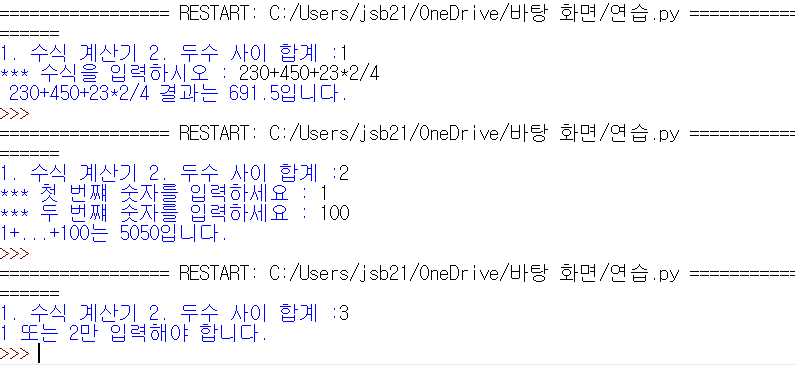 ================= RESTART: C:/Users/jsb21/OneDrive/바탕 화면/연습.py ===========
======
1. 수식 계산기 2. 두수 사이 합계 :1
*** 수식을 입력하시오 : 230+450+23*2/4
 230+450+23*2/4 결과는 691.5입니다.
>>>
================= RESTART: C:/Users/jsb21/OneDrive/바탕 화면/연습.py ===========
======
1. 수식 계산기 2. 두수 사이 합계 :2
*** 첫 번째 숫자를 입력하세요 : 1
*** 두 번째 숫자를 입력하세요 : 100
1+...+100는 5050입니다.
>>>
================= RESTART: C:/Users/jsb21/OneDrive/바탕 화면/연습.py ===========
======
1. 수식 계산기 2. 두수 사이 합계 :3
1 또는 2만 입력해야 합니다.
>>>